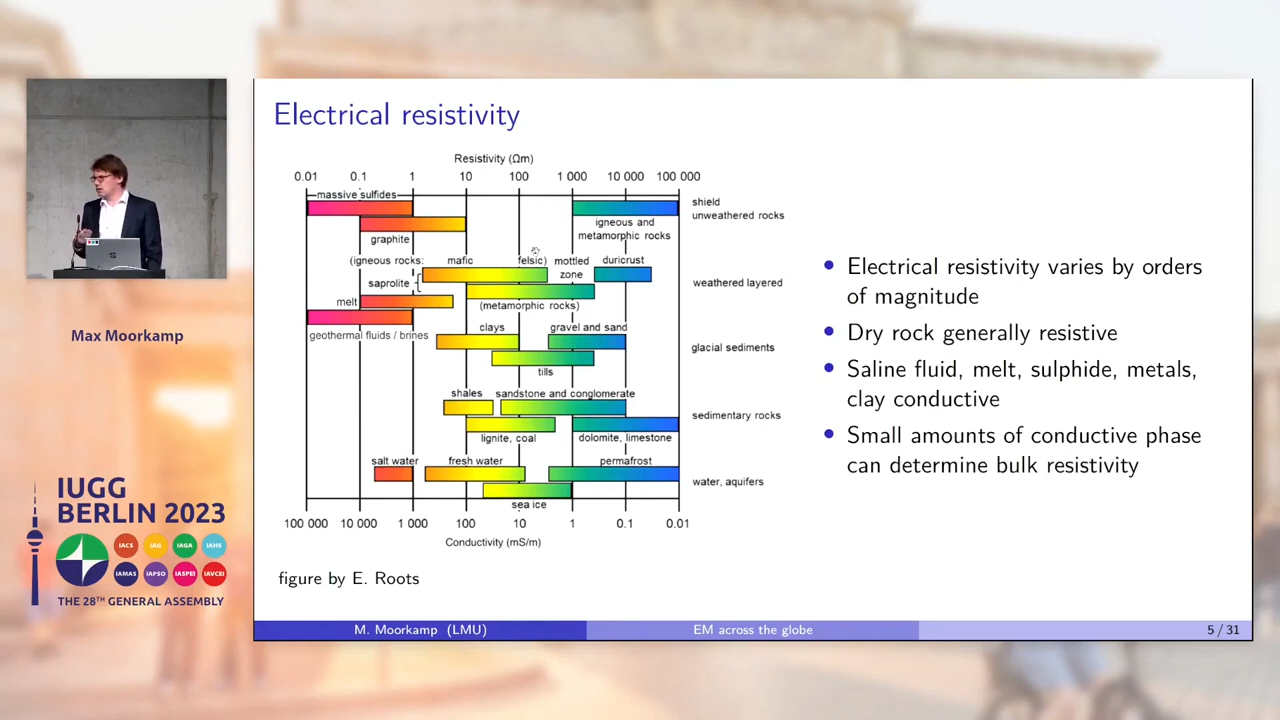 Electrical resistivity
Resistivity (Ωm)
0.01 0.1 1 10 100 1 000 10 000 100 000
massive sulfides
shield
unweathered rocks
graphite
igneous and
metamorphic rocks
(igneous rocks: mafic felsic) mottled
zone
duricrust
saprolite
weathered layered
melt
(metamorphic rocks)
geothermal fluids / brines
clays
gravel and sand
glacial sediments
tills
shales
sandstone and conglomerate
sedimentary rocks
lignite, coal
dolomite, limestone
salt water
fresh water
permafrost
water, aquifers
sea ice
100 000 10 000 1 000 100 10 1 0.1 0.01
Conductivity (mS/m)
figure by E. Roots
Electrical resistivity varies by orders
of magnitude
Dry rock generally resistive
Saline fluid, melt, sulphide, metals,
clay conductive
Small amounts of conductive phase
can determine bulk resistivity
M. Moorkamp (LMU)
EM across the globe
5 / 31
Max Moorkamp
IUGG
BERLIN 2023
IACS IAG IAGA IAHS
IAMAS IAPSO IASPEI IAVCEI
THE 28TH GENERAL ASSEMBLY
hp